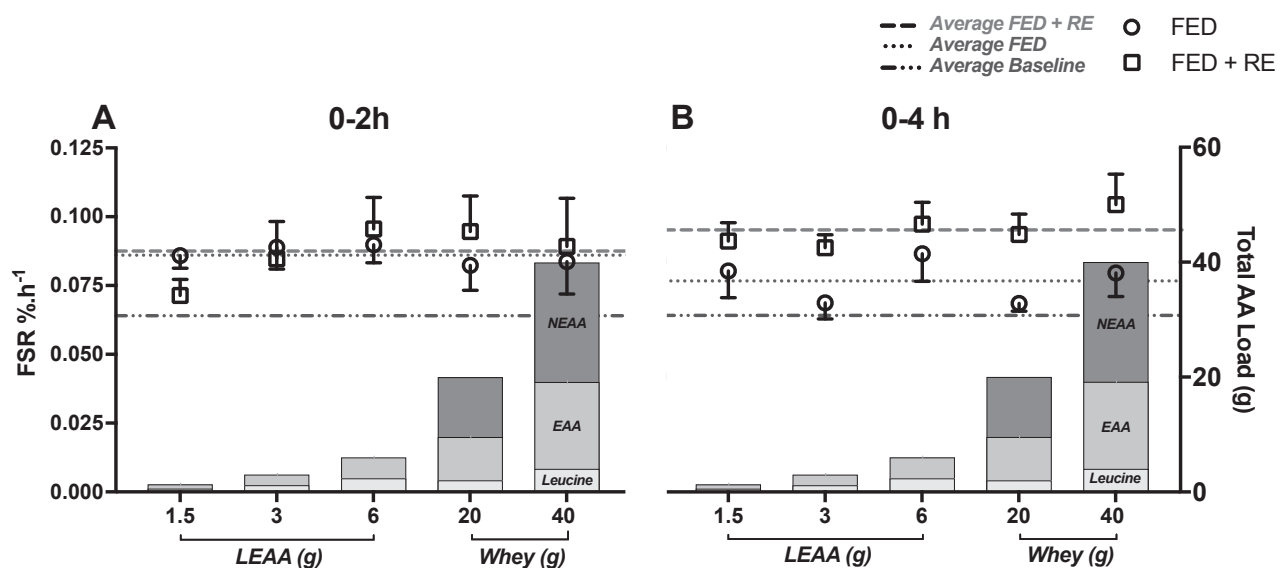 Average FED + RE
FED
Average FED
FED + RE
Average Baseline
A
0-2h
B
0-4 h
0.125
0.100
0.075
0.050
0.025
0.000
FSR %.h-1
NEAA
EAA
Leucine
1.5
3
6
20
40
LEAA (g)
Whey (g)
NEAA
EAA
Leucine
1.5
3
6
20
40
LEAA (g)
Whey (g)
60
40
20
0
Total AA Load (g)